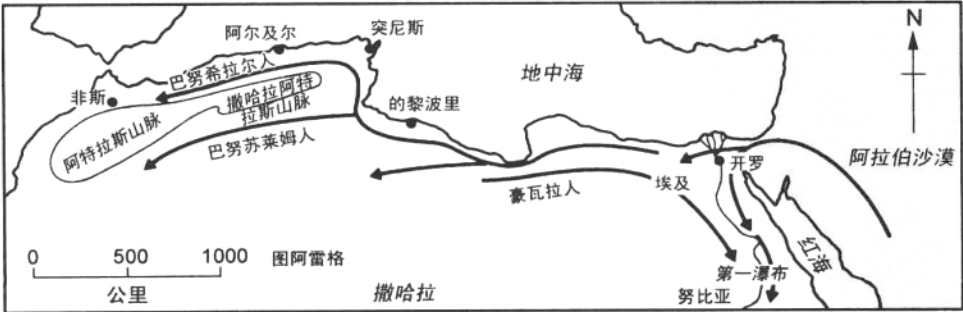 N
阿尔及尔
突尼斯
地中海
巴努希拉尔人
非斯
撒哈拉阿特
拉斯山脉
的黎波里
阿特拉斯山脉
巴努苏莱姆人
阿拉伯沙漠
开罗
埃及
豪瓦拉人
红海
0 500 1000
公里
图阿雷格
第一瀑布
撒哈拉
努比亚